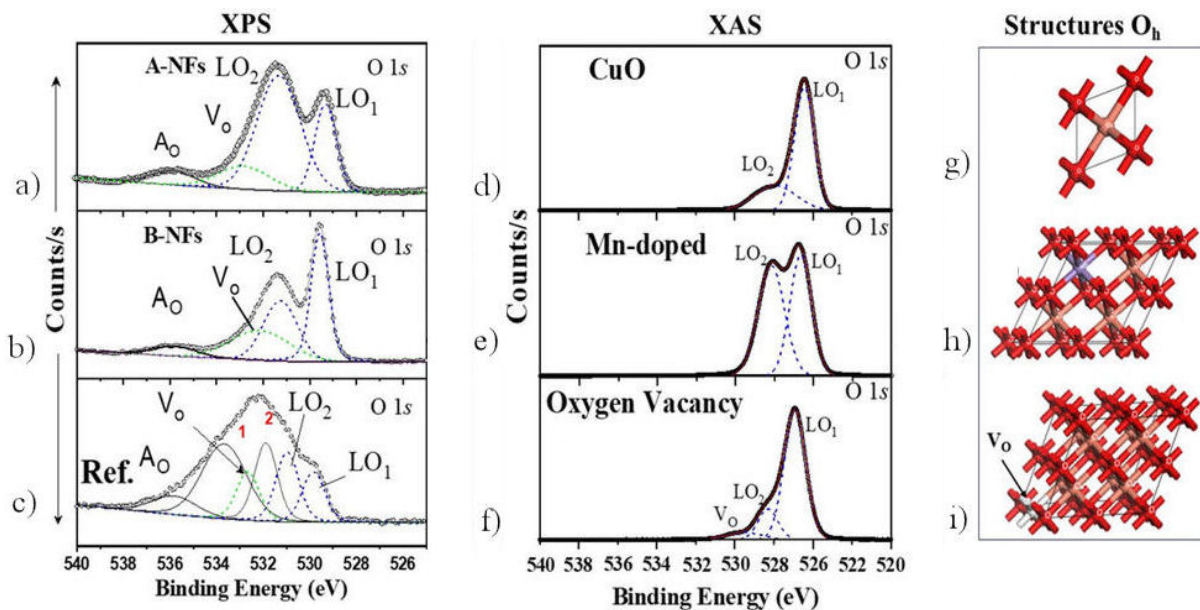 XPS
XAS
Structures Oh
A-NFs
LO2
O 1s
Vo
LO1
AO
a)
B-NFs
LO2
O 1s
Vo
LO1
AO
b)
Vo
1
2
LO2
O 1s
Ref.
AO
LO1
c)
Counts/s
540 538 536 534 532 530 528 526
Binding Energy (eV)
CuO
O 1s
LO1
LO2
d)
Mn-doped
O 1s
LO2
LO1
e)
Oxygen Vacancy
O 1s
LO1
LO2
VO
f)
Counts/s
540 538 536 534 532 530 528 526 524 522 520
Binding Energy (eV)
g)
h)
VO
i)